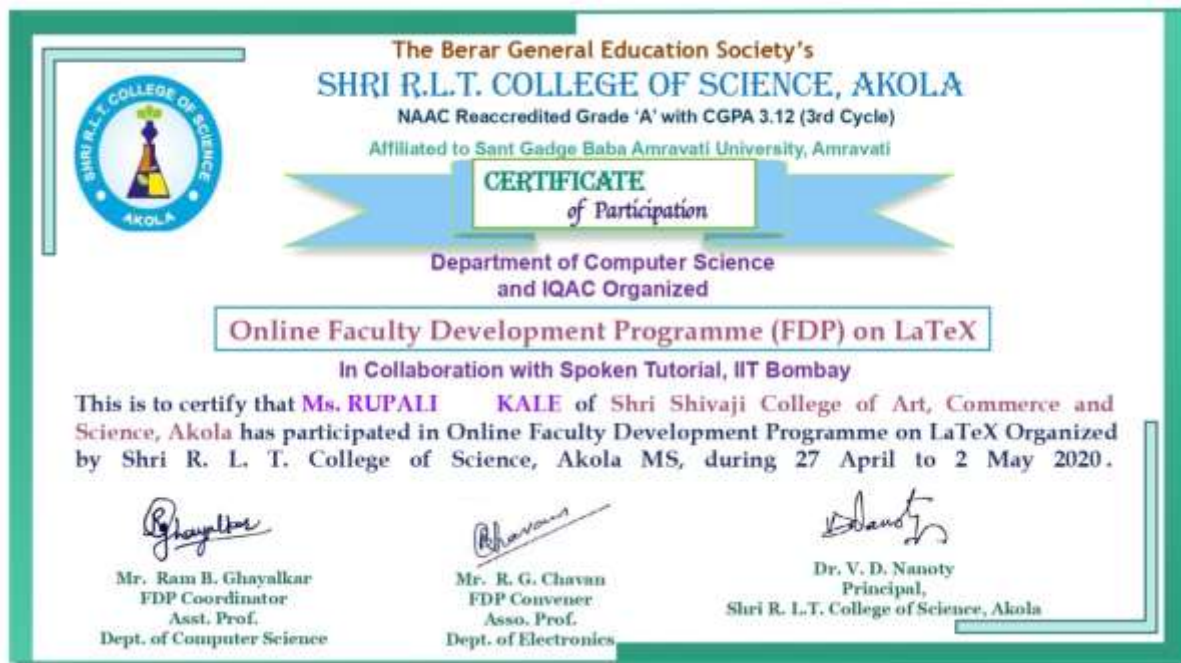 The Berar General Education Society's
SHRI R.L.T. COLLEGE OF SCIENCE, AKOLA
NAAC Reaccredited Grade 'A' with CGPA 3.12 (3rd Cycle)
Affiliated to Sant Gadge Baba Amravati University, Amravati
SHRI R.L.T. COLLEGE OF SCIENCE
AKOLA
CERTIFICATE
of Participation
Department of Computer Science
and IQAC Organized
Online Faculty Development Programme (FDP) on LaTeX
In Collaboration with Spoken Tutorial, IIT Bombay
This is to certify that Ms. RUPALI KALE of Shri Shivaji College of Art, Commerce and
Science, Akola has participated in Online Faculty Development Programme on LaTeX Organized
by Shri R. L. T. College of Science, Akola MS, during 27 April to 2 May 2020.
Mr. Ram B. Ghayalkar
FDP Coordinator
Asst. Prof.
Dept. of Computer Science
Mr. R. G. Chavan
FDP Convener
Asso. Prof.
Dept. of Electronics
Dr. V. D. Nanoty
Principal,
Shri R. L.T. College of Science, Akola